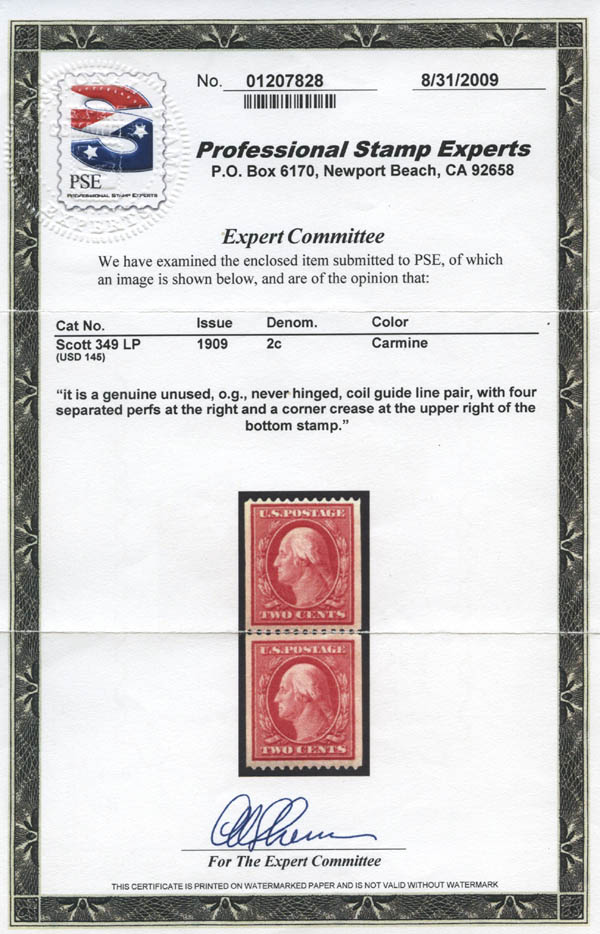 No. 01207828 8/31/2009
PSE
PROFESSIONAL STAMP EXPERTS
Professional Stamp Experts
P.O. Box 6170, Newport Beach, CA 92658
Expert Committee
We have examined the enclosed item submitted to PSE, of which
an image is shown below, and are of the opinion that:
Cat No. Issue Denom. Color
Scott 349 LP 1909 2c Carmine
(USD 145)
“it is a genuine unused, o.g., never hinged, coil guide line pair, with four
separated perfs at the right and a corner crease at the upper right of the
bottom stamp.”
U.S.POSTAGE
TWO CENTS
U.S.POSTAGE
TWO CENTS
For The Expert Committee
THIS CERTIFICATE IS PRINTED ON WATERMARKED PAPER AND IS NOT VALID WITHOUT WATERMARK